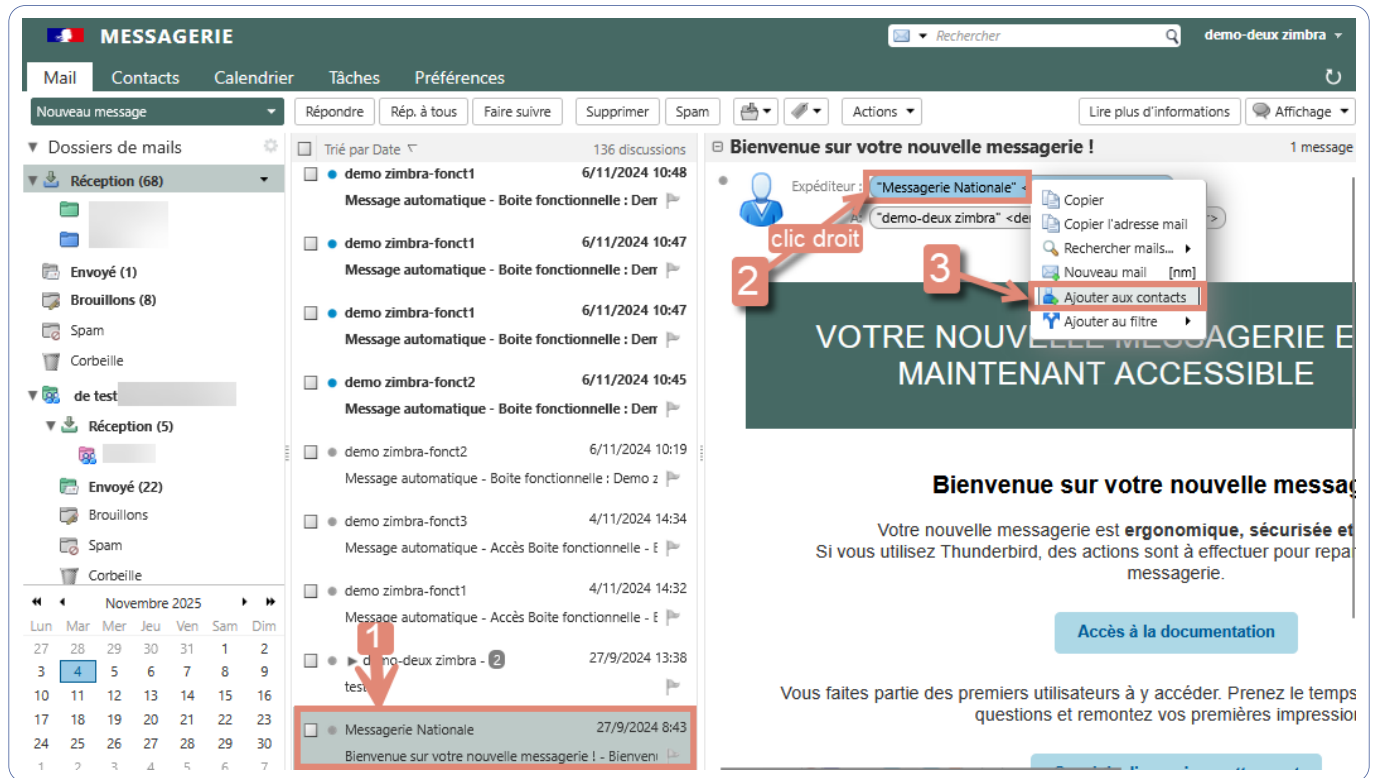 MESSAGERIE
Rechercher
demo-deux zimbra
Mail Contacts Calendrier Tâches Préférences
Nouveau message
Répondre Rép. à tous Faire suivre Supprimer Spam Actions Lire plus d'informations Affichage
Dossiers de mails
Réception (68)
Envoyé (1)
Brouillons (8)
Spam
Corbeille
de test
Réception (5)
Envoyé (22)
Brouillons
Spam
Corbeille
Novembre 2025
Lun Mar Mer Jeu Ven Sam Dim
27 28 29 30 31 1 2
3 4 5 6 7 8 9
10 11 12 13 14 15 16
17 18 19 20 21 22 23
24 25 26 27 28 29 30
1 2 3 4 5 6 7
Trié par Date 136 discussions
demo zimbra-fonct1 6/11/2024 10:48
Message automatique - Boite fonctionnelle : Dem
demo zimbra-fonct1 6/11/2024 10:47
Message automatique - Boite fonctionnelle : Dem
demo zimbra-fonct1 6/11/2024 10:47
Message automatique - Boite fonctionnelle : Dem
demo zimbra-fonct2 6/11/2024 10:45
Message automatique - Boite fonctionnelle : Dem
demo zimbra-fonct2 6/11/2024 10:19
Message automatique - Boite fonctionnelle : Demo z
demo zimbra-fonct3 4/11/2024 14:34
Message automatique - Accès Boite fonctionnelle -
demo zimbra-fonct1 4/11/2024 14:32
Message automatique - Accès Boite fonctionnelle -
1
demo-deux zimbra - 2 27/9/2024 13:38
test
Messagerie Nationale 27/9/2024 8:43
Bienvenue sur votre nouvelle messagerie ! - Bienven
Bienvenue sur votre nouvelle messagerie ! 1 message
Expéditeur : "Messagerie Nationale" <
À: "demo-deux zimbra" <de
clic droit
2
3
Copier
Copier l'adresse mail
Rechercher mails...
Nouveau mail [nm]
Ajouter aux contacts
Ajouter au filtre
VOTRE NOUVELLE MESSAGERIE E
MAINTENANT ACCESSIBLE
Bienvenue sur votre nouvelle messag
Votre nouvelle messagerie est ergonomique, sécurisée et
Si vous utilisez Thunderbird, des actions sont à effectuer pour repa
messagerie.
Accès à la documentation
Vous faites partie des premiers utilisateurs à y accéder. Prenez le temps
questions et remontez vos premières impression